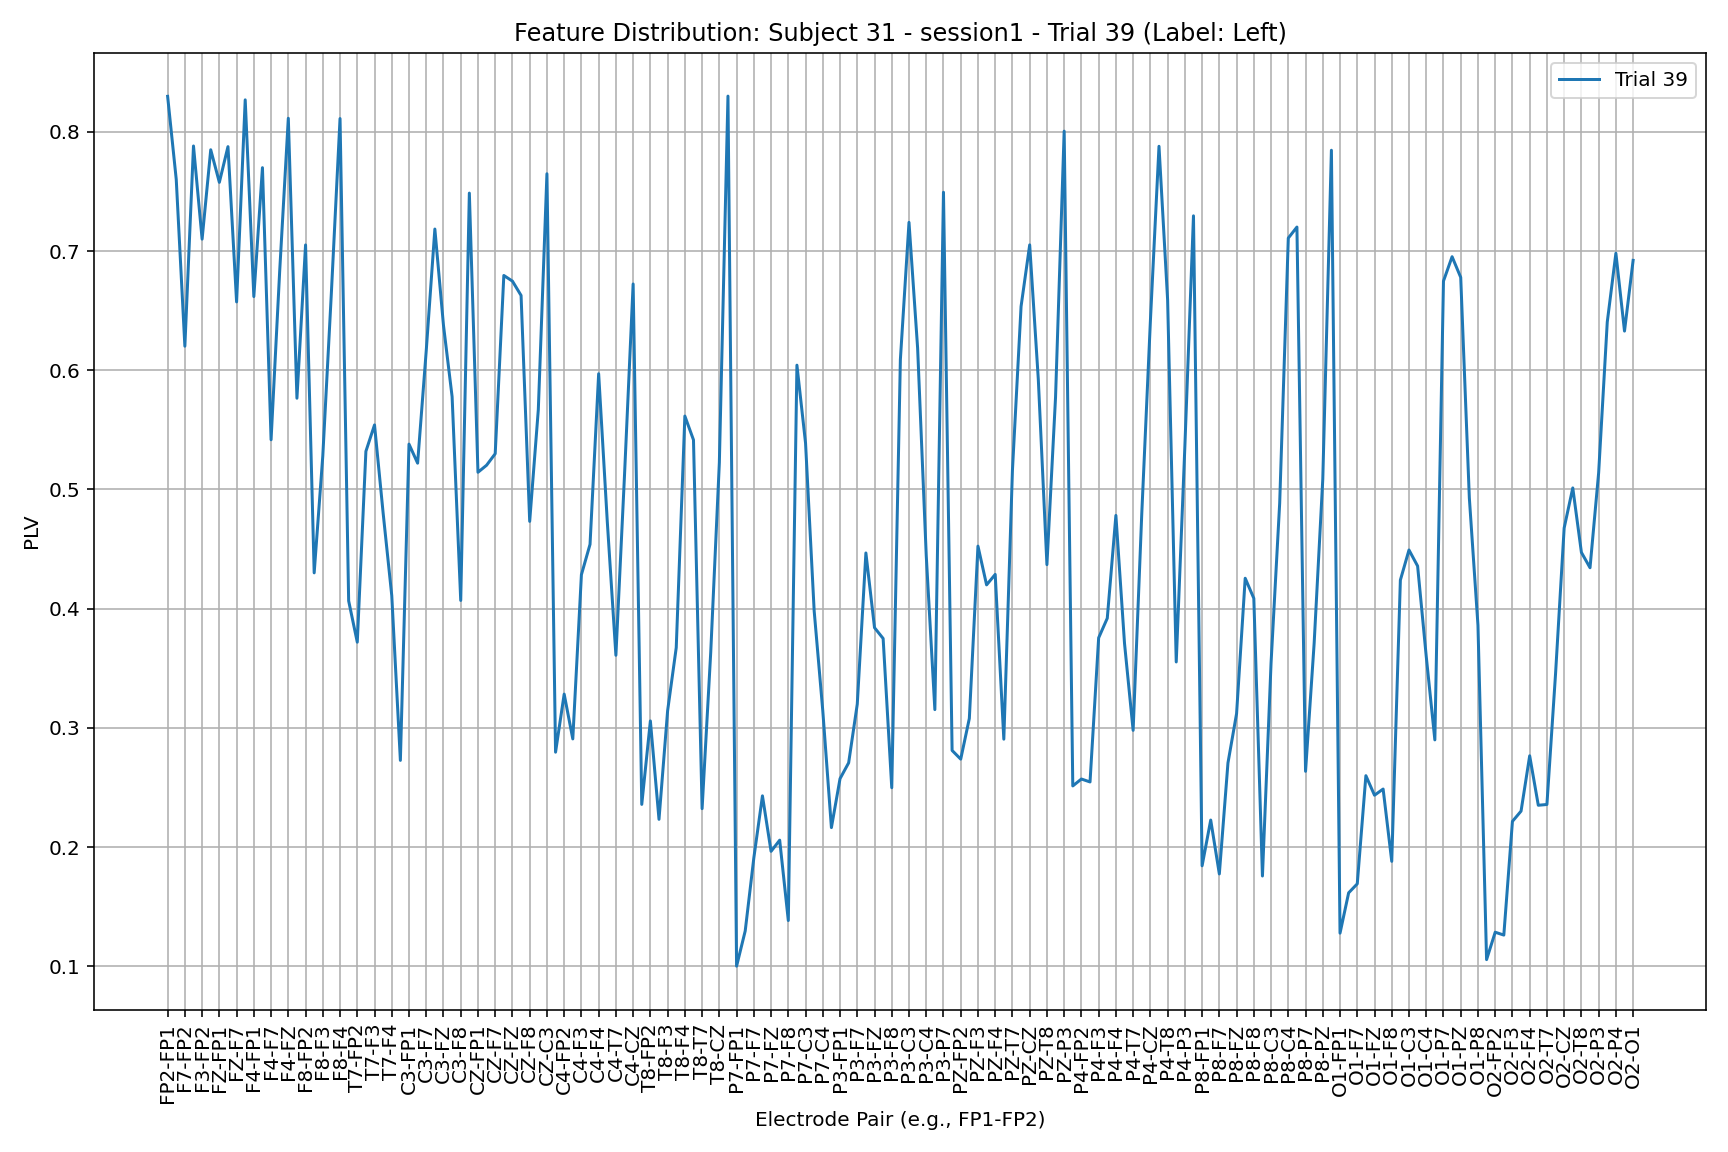 Feature Distribution: Subject 31 - session1 - Trial 39 (Label: Left)
Trial 39
PLV
0.8
0.7
0.6
0.5
0.4
0.3
0.2
0.1
FP2-FP1
F7-FP2
F3-FP2
FZ-FP1
FZ-F7
F4-FP1
F4-F7
F4-FZ
F8-FP2
F8-F3
F8-F4
T7-FP2
T7-F3
T7-F4
C3-FP1
C3-F7
C3-FZ
C3-F8
CZ-FP1
CZ-F7
CZ-FZ
CZ-F8
CZ-C3
C4-FP2
C4-F3
C4-F4
C4-T7
C4-CZ
T8-FP2
T8-F3
T8-F4
T8-T7
T8-CZ
P7-FP1
P7-F7
P7-FZ
P7-F8
P7-C3
P7-C4
P3-FP1
P3-F7
P3-FZ
P3-F8
P3-C3
P3-C4
P3-P7
PZ-FP2
PZ-F3
PZ-F4
PZ-T7
PZ-CZ
PZ-T8
PZ-P3
P4-FP2
P4-F3
P4-F4
P4-T7
P4-CZ
P4-T8
P4-P3
P8-FP1
P8-F7
P8-FZ
P8-F8
P8-C3
P8-C4
P8-P7
P8-PZ
O1-FP1
O1-F7
O1-FZ
O1-F8
O1-C3
O1-C4
O1-P7
O1-PZ
O1-P8
O2-FP2
O2-F3
O2-F4
O2-T7
O2-CZ
O2-T8
O2-P3
O2-P4
O2-O1
Electrode Pair (e.g., FP1-FP2)